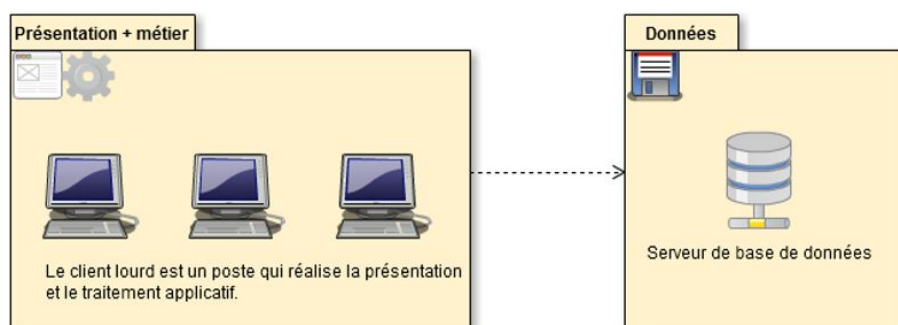 Présentation + métier
Le client lourd est un poste qui réalise la présentation
et le traitement applicatif.
Données
Serveur de base de données